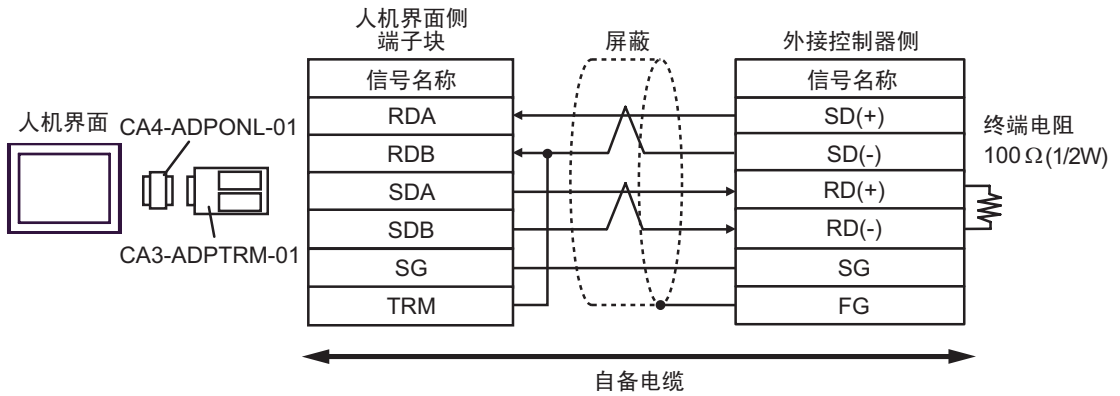 人机界面侧
端子块
屏蔽
外接控制器侧
信号名称
信号名称
人机界面
CA4-ADPONL-01
CA3-ADPTRM-01
RDA
SD(+)
RDB
SD(-)
SDA
RD(+)
SDB
RD(-)
SG
SG
TRM
FG
终端电阻
100Ω(1/2W)
自备电缆